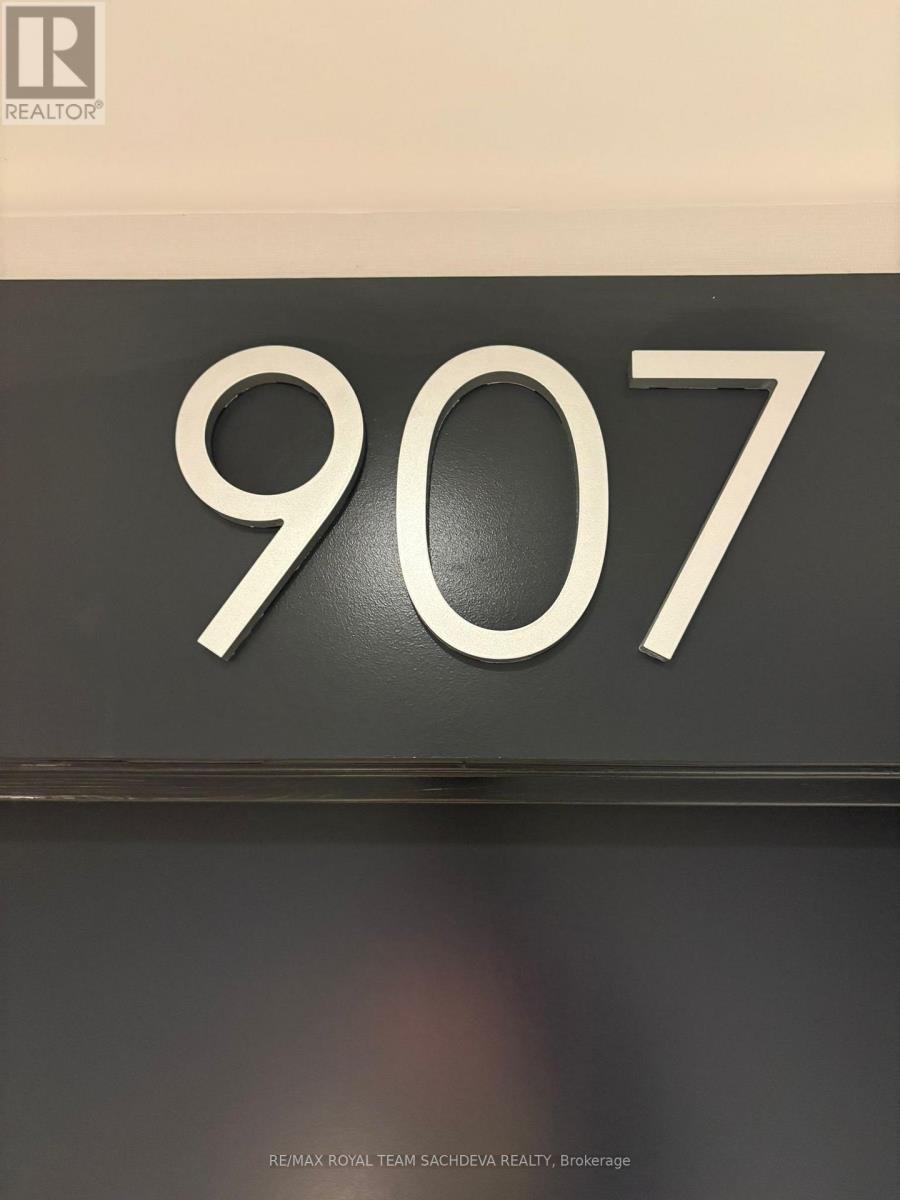 REALTOR®
907
RE/MAX ROYAL TEAM SACHDEVA REALTY, Brokerage